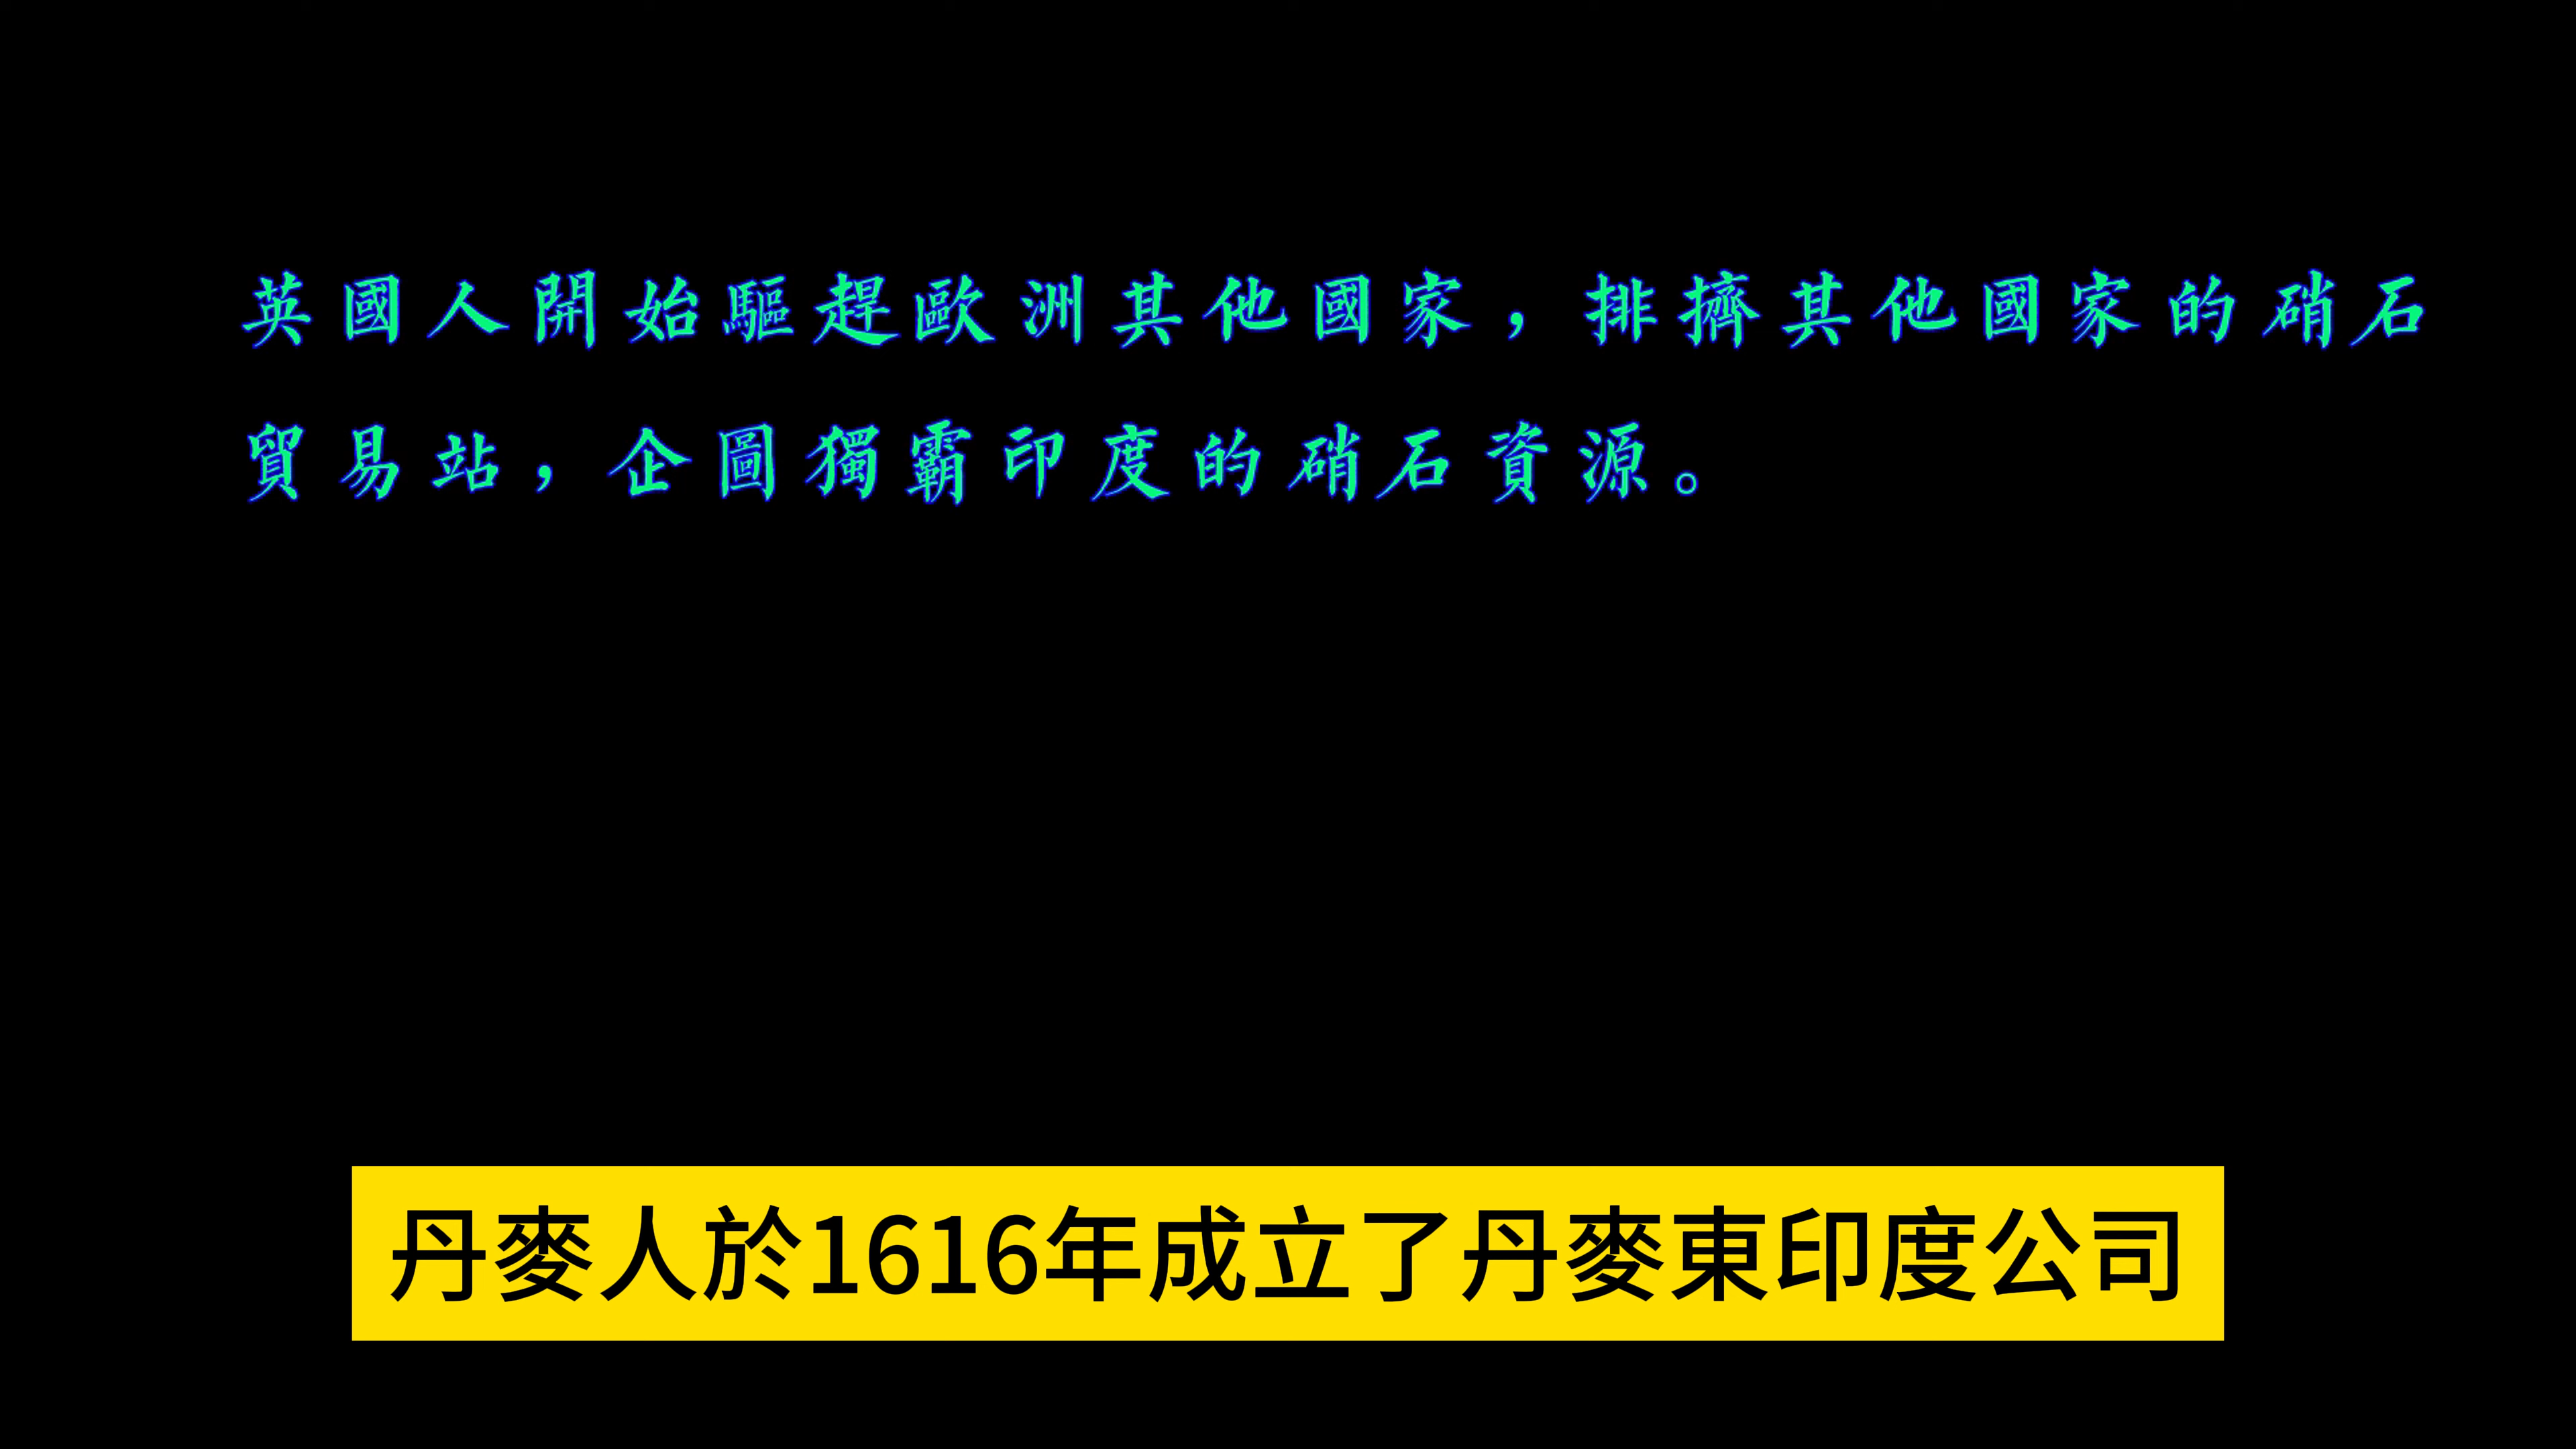 英國人開始驅趕歐洲其他國家，排擠其他國家的硝石
貿易站，企圖獨霸印度的硝石資源。
丹麥人於1616年成立了丹麥東印度公司